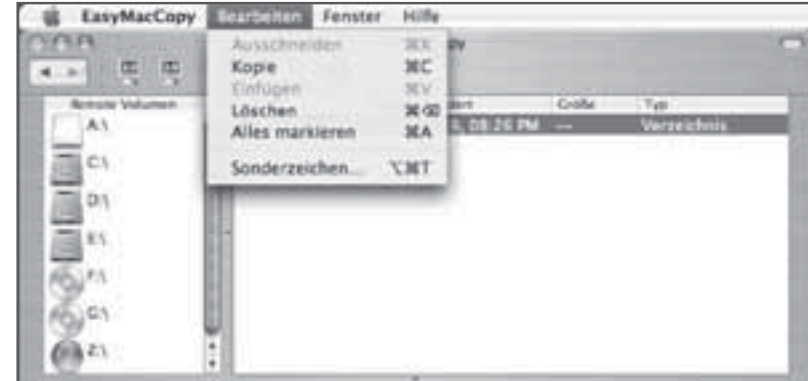 EasyMacCopy Bearbeiten Fenster Hilfe
Ausschneiden ⌘X
Kopie ⌘C
Einfügen ⌘V
Löschen ⌘⌫
Alles markieren ⌘A
Sonderzeichen... ⌥⌘T
Remote Volumen Größe Typ
A:\ 08:26 PM --- Verzeichnis
C:\
D:\
E:\
F:\
G:\
Z:\